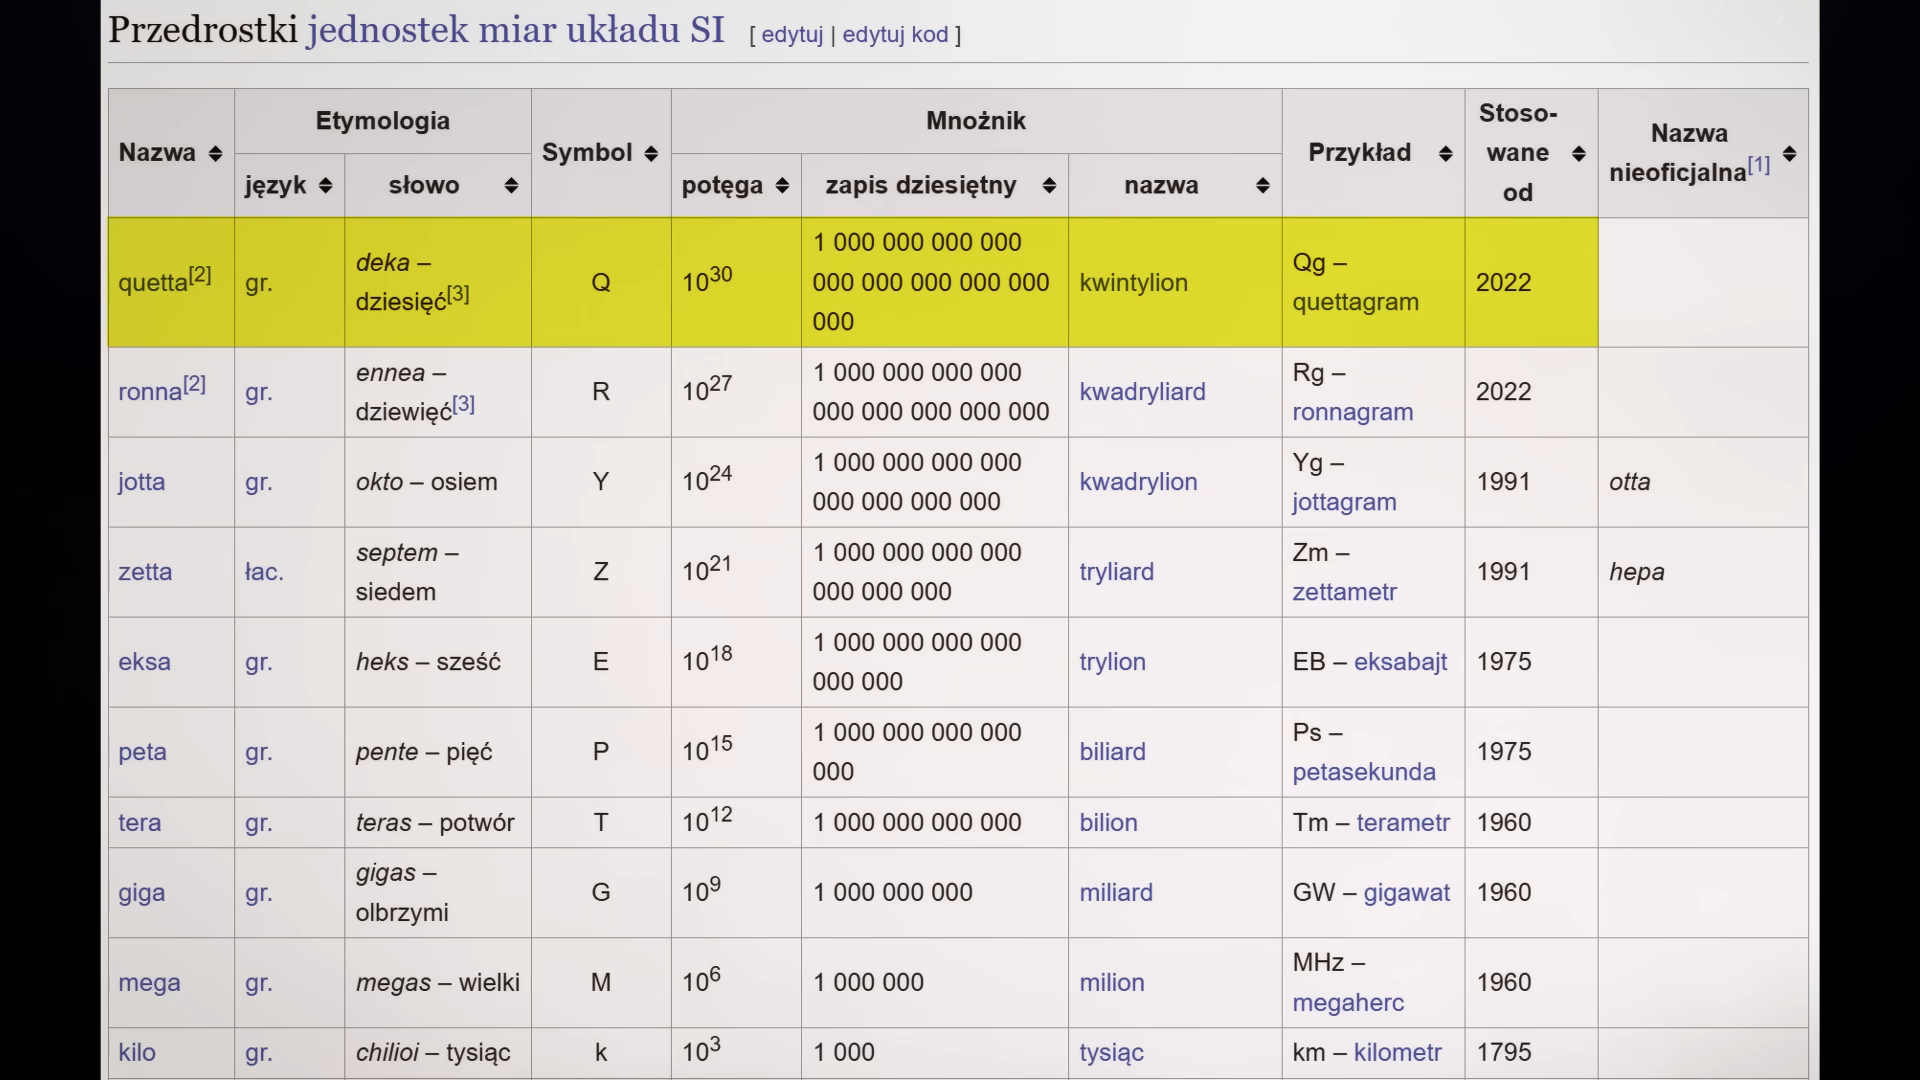 Przedrostki jednostek miar układu SI [ edytuj | edytuj kod ]
Nazwa Etymologia Symbol Mnożnik Przykład Stoso-
wane
od Nazwa
nieoficjalna[1]
język słowo potęga zapis dziesiętny nazwa
quetta[2] gr. deka –
dziesięć[3] Q 10^30 1 000 000 000 000
000 000 000 000 000
000 kwintylion Qg –
quettagram 2022
ronna[2] gr. ennea –
dziewięć[3] R 10^27 1 000 000 000 000
000 000 000 000 000 kwadryliard Rg –
ronnagram 2022
jotta gr. okto – osiem Y 10^24 1 000 000 000 000
000 000 000 000 kwadrylion Yg –
jottagram 1991 otta
zetta łac. septem –
siedem Z 10^21 1 000 000 000 000
000 000 000 tryliard Zm –
zettametr 1991 hepa
eksa gr. heks – sześć E 10^18 1 000 000 000 000
000 000 trylion EB – eksabajt 1975
peta gr. pente – pięć P 10^15 1 000 000 000 000
000 biliard Ps –
petasekunda 1975
tera gr. teras – potwór T 10^12 1 000 000 000 000 bilion Tm – terametr 1960
giga gr. gigas –
olbrzymi G 10^9 1 000 000 000 miliard GW – gigawat 1960
mega gr. megas – wielki M 10^6 1 000 000 milion MHz –
megaherc 1960
kilo gr. chilioi – tysiąc k 10^3 1 000 tysiąc km – kilometr 1795